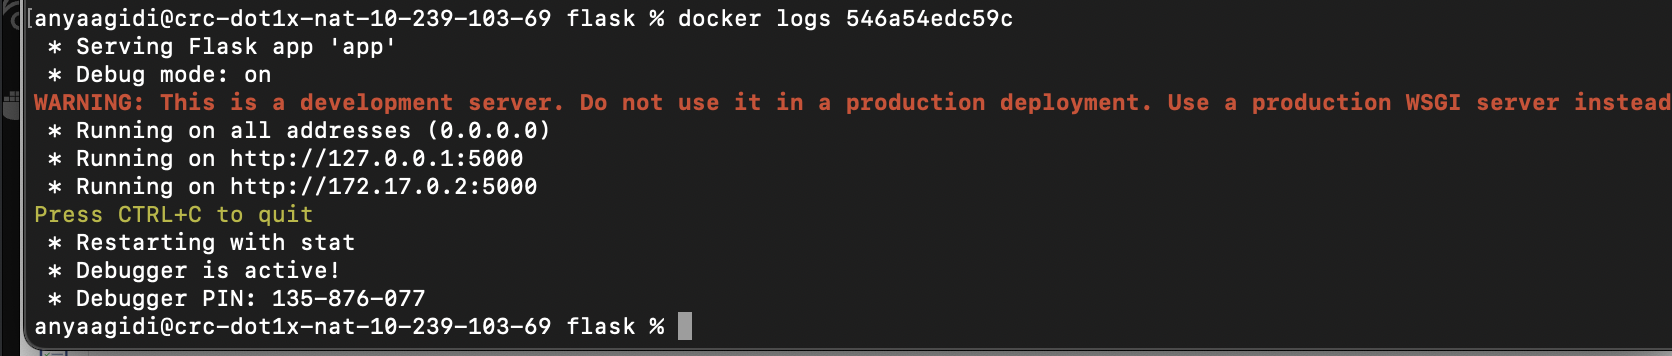 anyaagidi@crc-dot1x-nat-10-239-103-69 flask % docker logs 546a54edc59c
* Serving Flask app 'app'
* Debug mode: on
WARNING: This is a development server. Do not use it in a production deployment. Use a production WSGI server instead
* Running on all addresses (0.0.0.0)
* Running on http://127.0.0.1:5000
* Running on http://172.17.0.2:5000
Press CTRL+C to quit
* Restarting with stat
* Debugger is active!
* Debugger PIN: 135-876-077
anyaagidi@crc-dot1x-nat-10-239-103-69 flask %